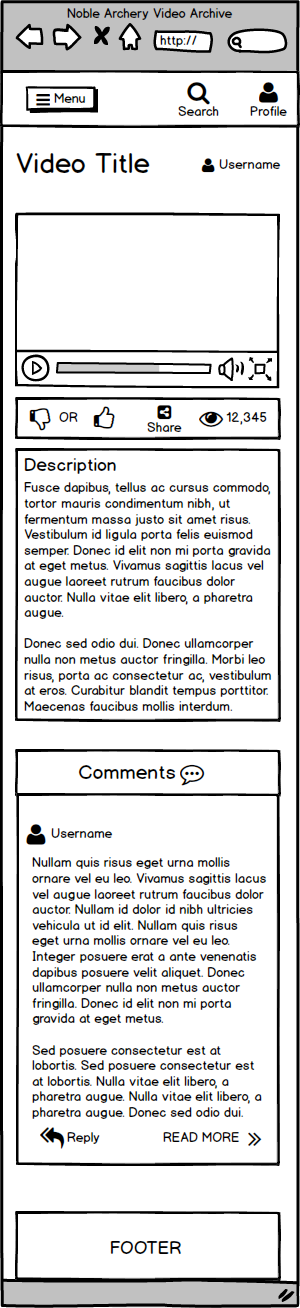 Noble Archery Video Archive
http://
Menu
Search
Profile
Video Title
Username
OR
Share
12,345
Description
Fusce dapibus, tellus ac cursus commodo,
tortor mauris condimentum nibh, ut
fermentum massa justo sit amet risus.
Vestibulum id ligula porta felis euismod
semper. Donec id elit non mi porta gravida
at eget metus. Vivamus sagittis lacus vel
augue laoreet rutrum faucibus dolor
auctor. Nulla vitae elit libero, a pharetra
augue.
Donec sed odio dui. Donec ullamcorper
nulla non metus auctor fringilla. Morbi leo
risus, porta ac consectetur ac, vestibulum
at eros. Curabitur blandit tempus porttitor.
Maecenas faucibus mollis interdum.
Comments
Username
Nullam quis risus eget urna mollis
ornare vel eu leo. Vivamus sagittis lacus
vel augue laoreet rutrum faucibus dolor
auctor. Nullam id dolor id nibh ultricies
vehicula ut id elit. Nullam quis risus
eget urna mollis ornare vel eu leo.
Integer posuere erat a ante venenatis
dapibus posuere velit aliquet. Donec
ullamcorper nulla non metus auctor
fringilla. Donec id elit non mi porta
gravida at eget metus.
Sed posuere consectetur est at
lobortis. Sed posuere consectetur est
at lobortis. Nulla vitae elit libero, a
pharetra augue. Nulla vitae elit libero, a
pharetra augue. Donec sed odio dui.
Reply
READ MORE
FOOTER